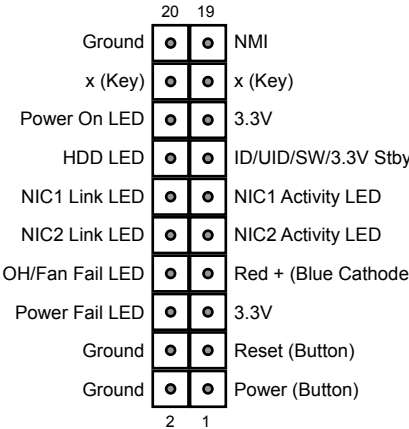 20 19
Ground NMI
x (Key) x (Key)
Power On LED 3.3V
HDD LED ID/UID/SW/3.3V Stby
NIC1 Link LED NIC1 Activity LED
NIC2 Link LED NIC2 Activity LED
OH/Fan Fail LED Red + (Blue Cathode
Power Fail LED 3.3V
Ground Reset (Button)
Ground Power (Button)
2 1